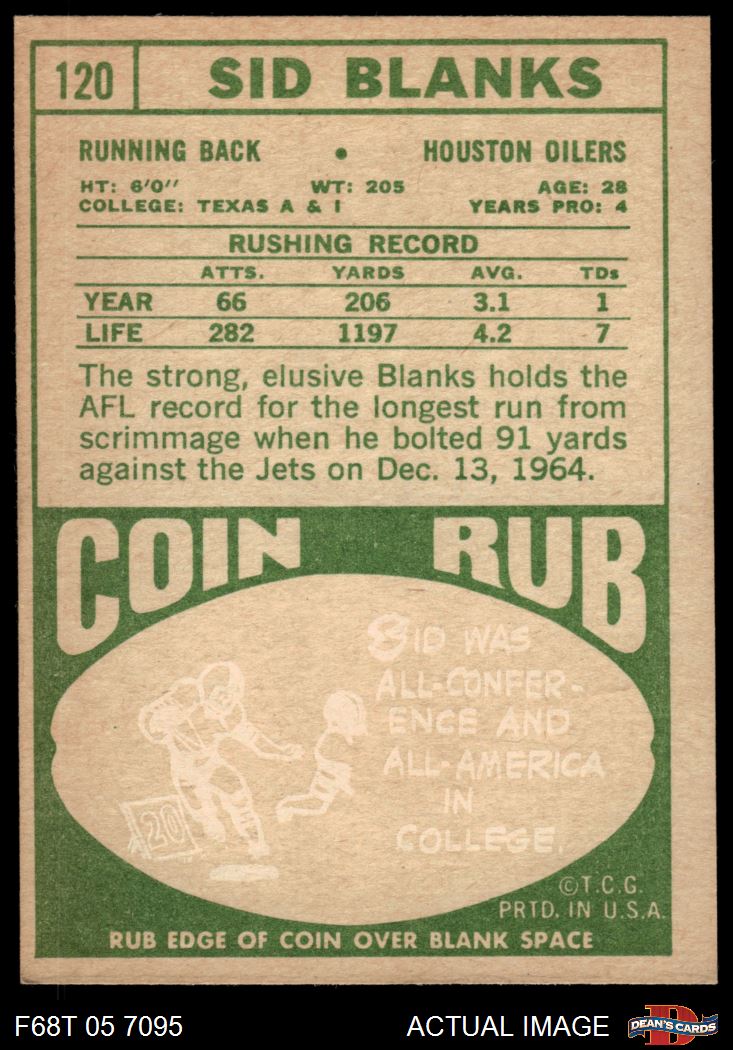 120 SID BLANKS
RUNNING BACK • HOUSTON OILERS
HT: 6'0" WT: 205 AGE: 28
COLLEGE: TEXAS A & I YEARS PRO: 4
RUSHING RECORD
ATTS. YARDS AVG. TDs
YEAR 66 206 3.1 1
LIFE 282 1197 4.2 7
The strong, elusive Blanks holds the
AFL record for the longest run from
scrimmage when he bolted 91 yards
against the Jets on Dec. 13, 1964.
COIN RUB
SID WAS
ALL-CONFER-
ENCE AND
ALL-AMERICA
IN
COLLEGE.
20
©T.C.G.
PRTD. IN U.S.A.
RUB EDGE OF COIN OVER BLANK SPACE
F68T 05 7095 ACTUAL IMAGE D DEAN'S CARDS